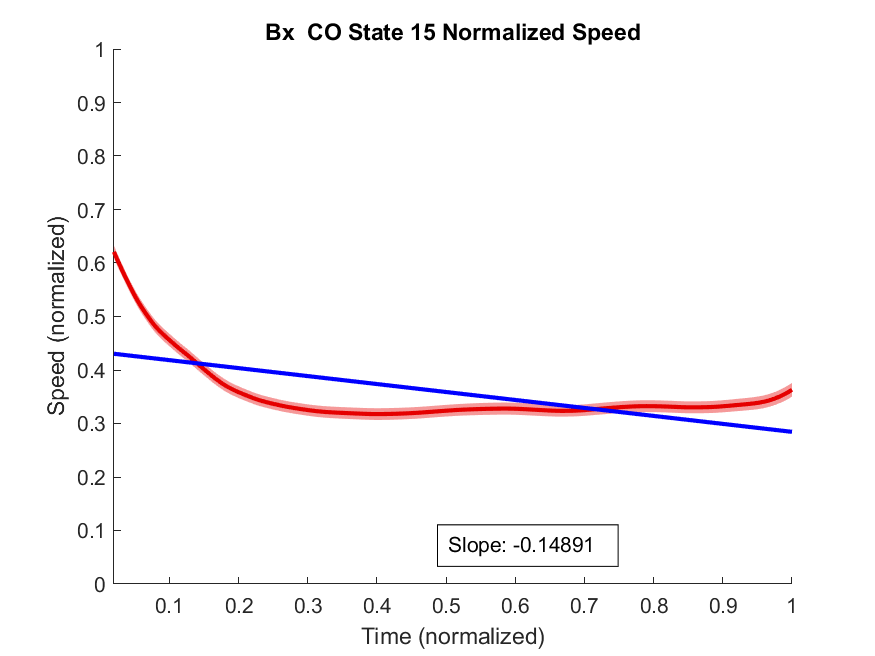 Bx  CO State 15 Normalized Speed
1
0.9
0.8
0.7
0.6
0.5
0.4
0.3
0.2
0.1
0
Speed (normalized)
Slope: -0.14891
0.1 0.2 0.3 0.4 0.5 0.6 0.7 0.8 0.9 1
Time (normalized)